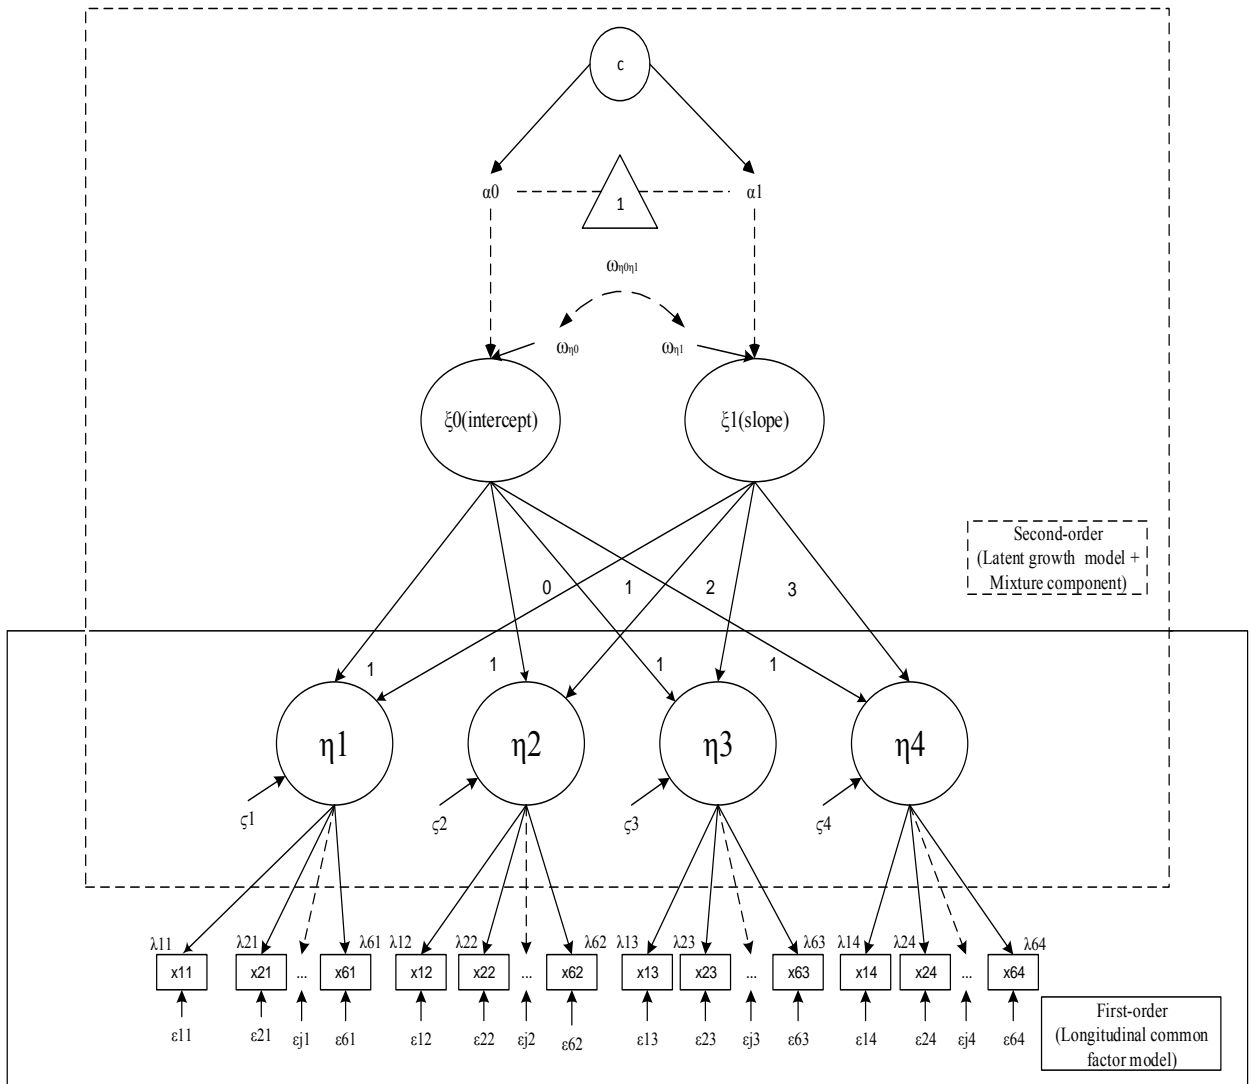 c
α0
1
α1
ωη0η1
ωη0
ωη1
ξ0(intercept)
ξ1(slope)
Second-order
(Latent growth model +
Mixture component)
0
1
2
3
1
1
1
1
η1
η2
η3
η4
ς1
ς2
ς3
ς4
λ11
λ21
λ61
λ12
λ22
λ62
λ13
λ23
λ63
λ14
λ24
λ64
x11
x21
...
x61
x12
x22
...
x62
x13
x23
...
x63
x14
x24
...
x64
ε11
ε21
εj1
ε61
ε12
ε22
εj2
ε62
ε13
ε23
εj3
ε63
ε14
ε24
εj4
ε64
First-order
(Longitudinal common
factor model)